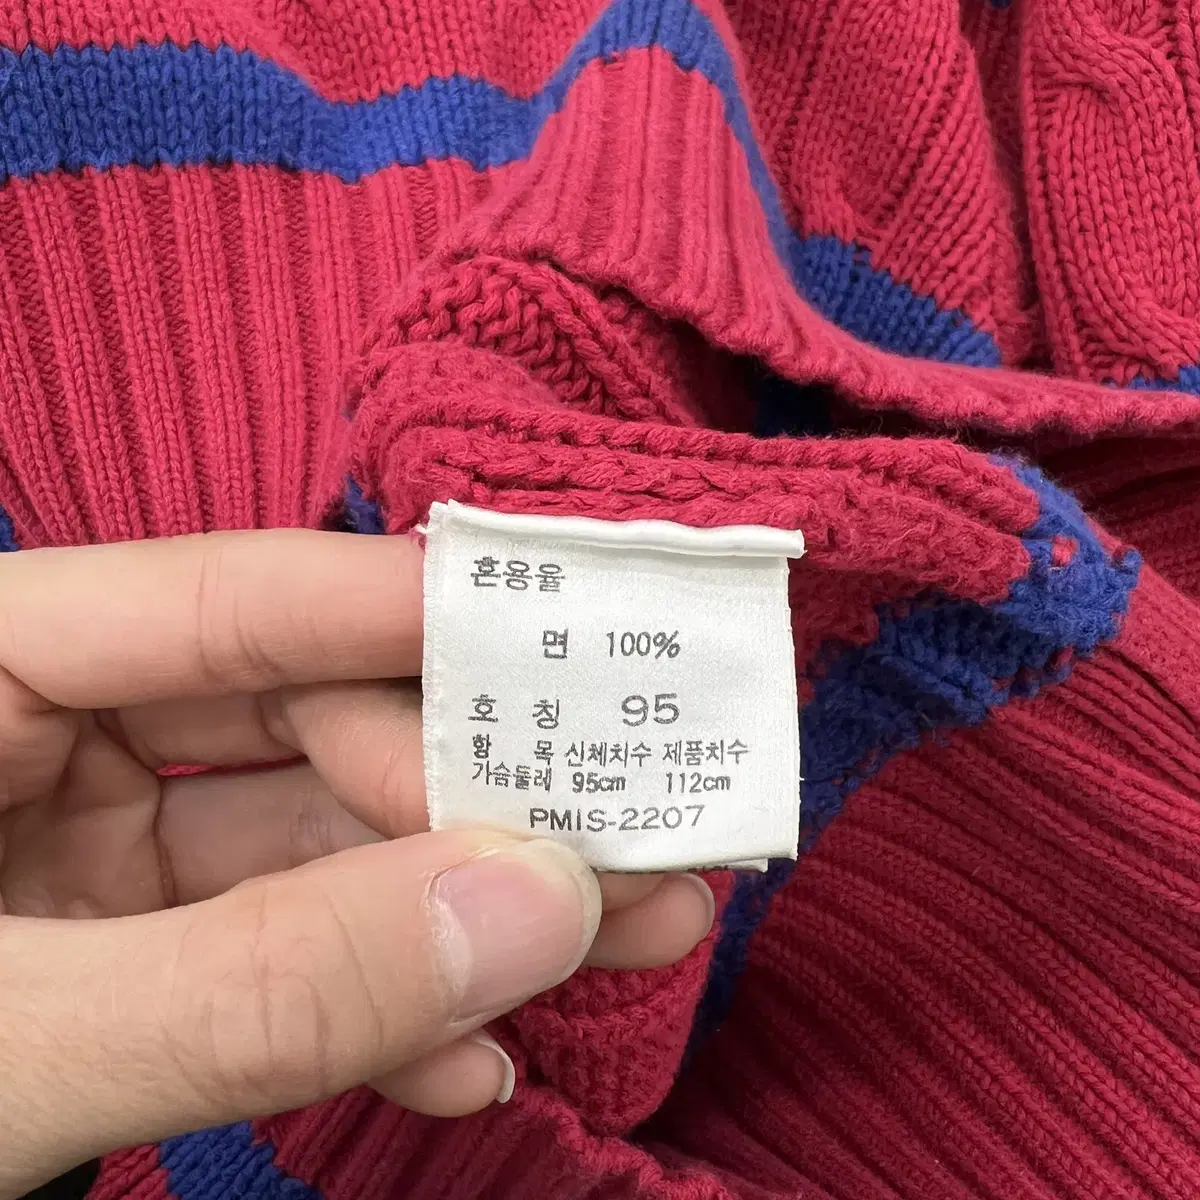 혼용율
면 100%
호 칭 95
항 목 신체치수 제품치수
가슴둘레 95cm 112cm
PMIS-2207